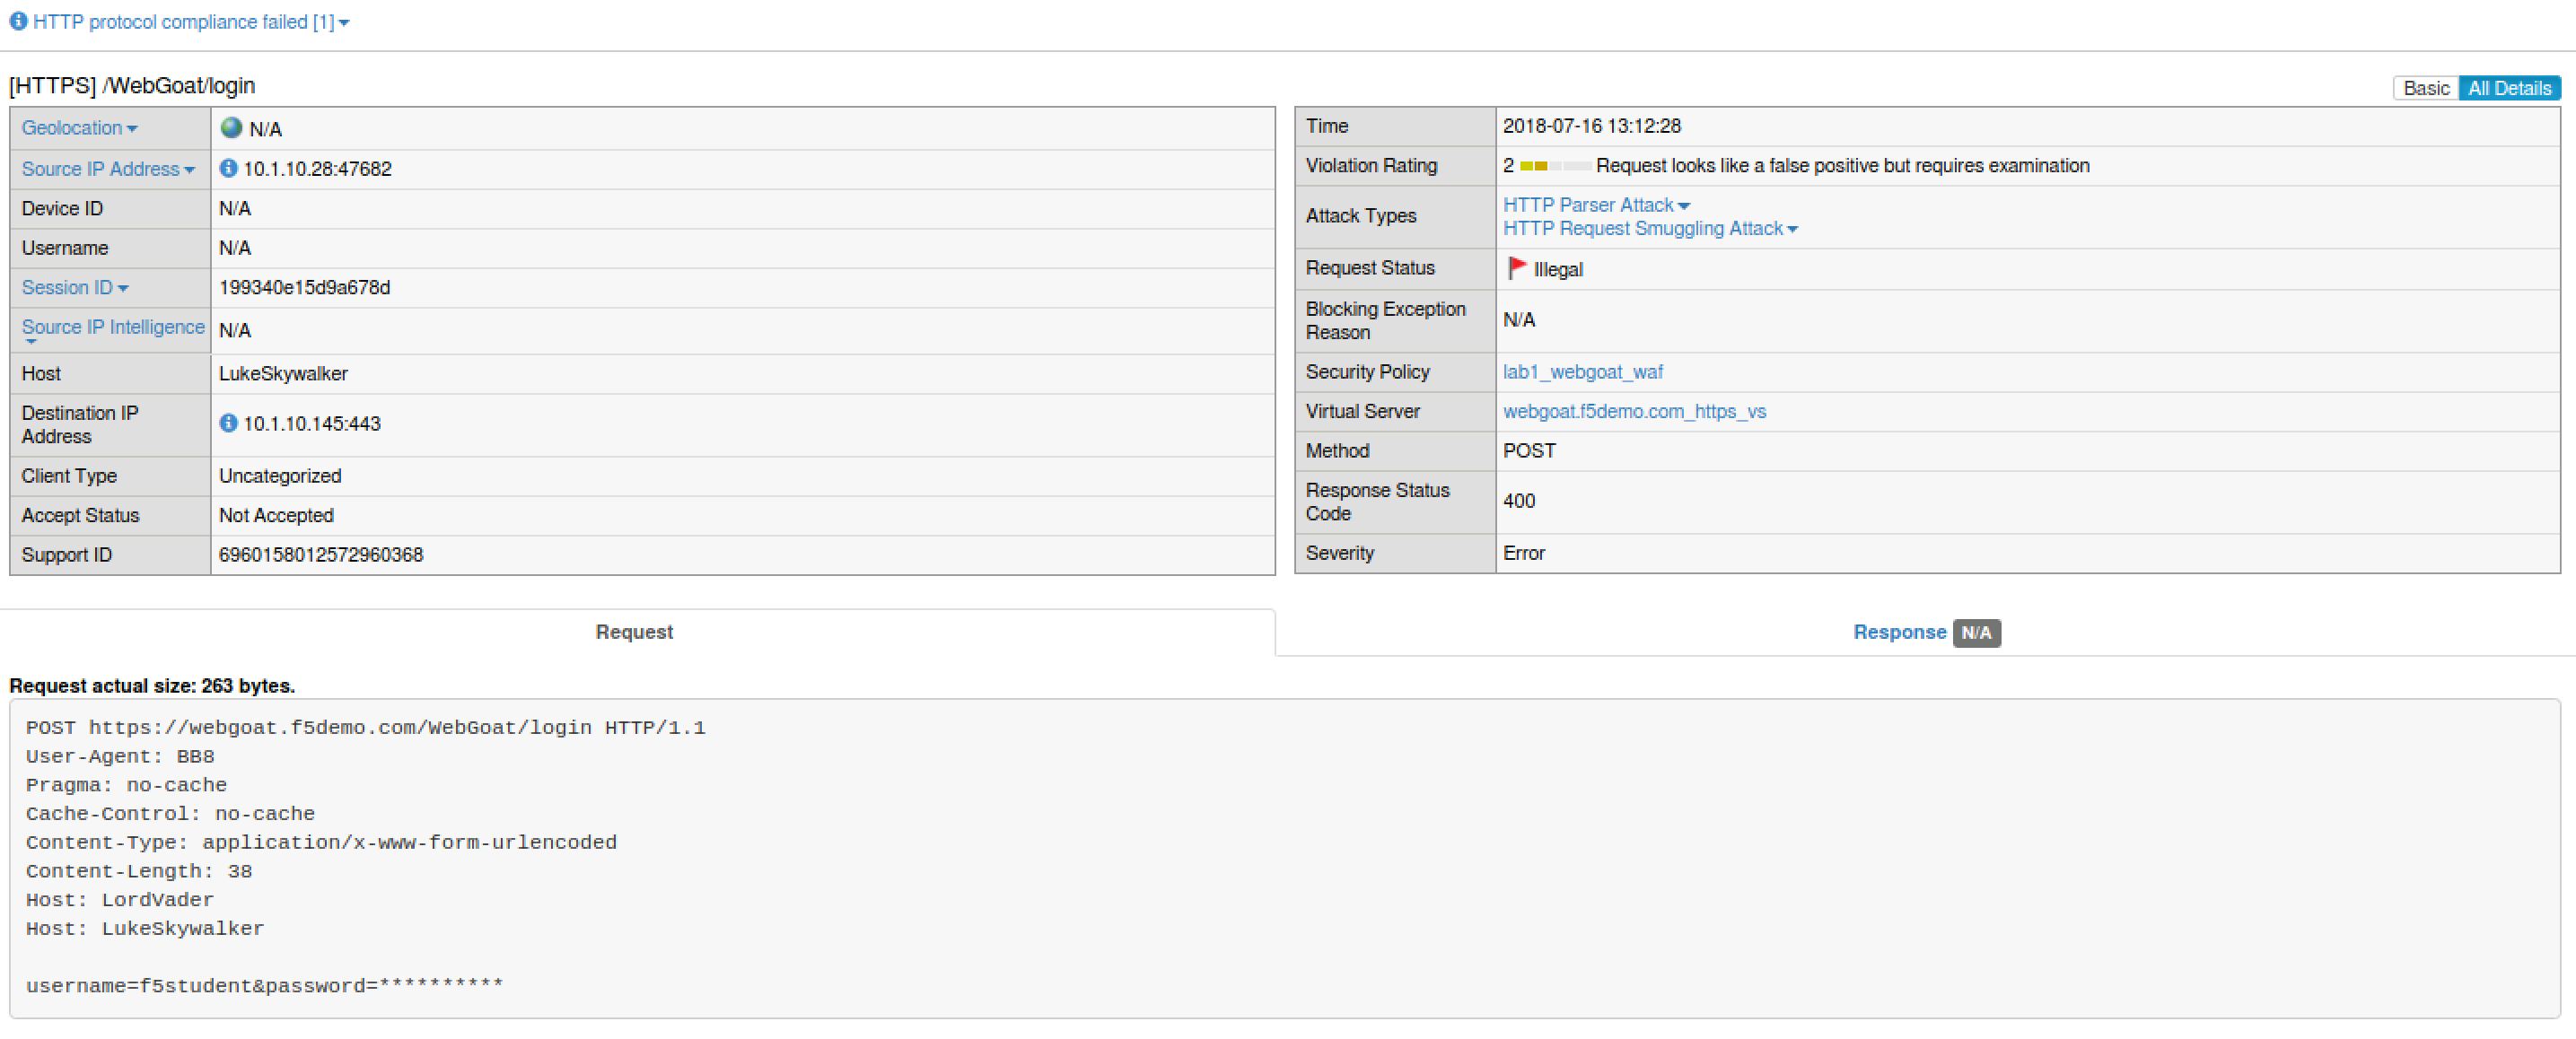 HTTP protocol compliance failed [1]
[HTTPS] /WebGoat/login
Basic All Details
Geolocation N/A
Source IP Address 10.1.10.28:47682
Device ID N/A
Username N/A
Session ID 199340e15d9a678d
Source IP Intelligence N/A
Host LukeSkywalker
Destination IP
Address
10.1.10.145:443
Client Type Uncategorized
Accept Status Not Accepted
Support ID 6960158012572960368
Time 2018-07-16 13:12:28
Violation Rating 2 Request looks like a false positive but requires examination
Attack Types
HTTP Parser Attack
HTTP Request Smuggling Attack
Request Status Illegal
Blocking Exception
Reason
N/A
Security Policy lab1_webgoat_waf
Virtual Server webgoat.f5demo.com_https_vs
Method POST
Response Status
Code
400
Severity Error
Request
Response N/A
Request actual size: 263 bytes.
POST https://webgoat.f5demo.com/WebGoat/login HTTP/1.1
User-Agent: BB8
Pragma: no-cache
Cache-Control: no-cache
Content-Type: application/x-www-form-urlencoded
Content-Length: 38
Host: LordVader
Host: LukeSkywalker
username=f5student&password=**********